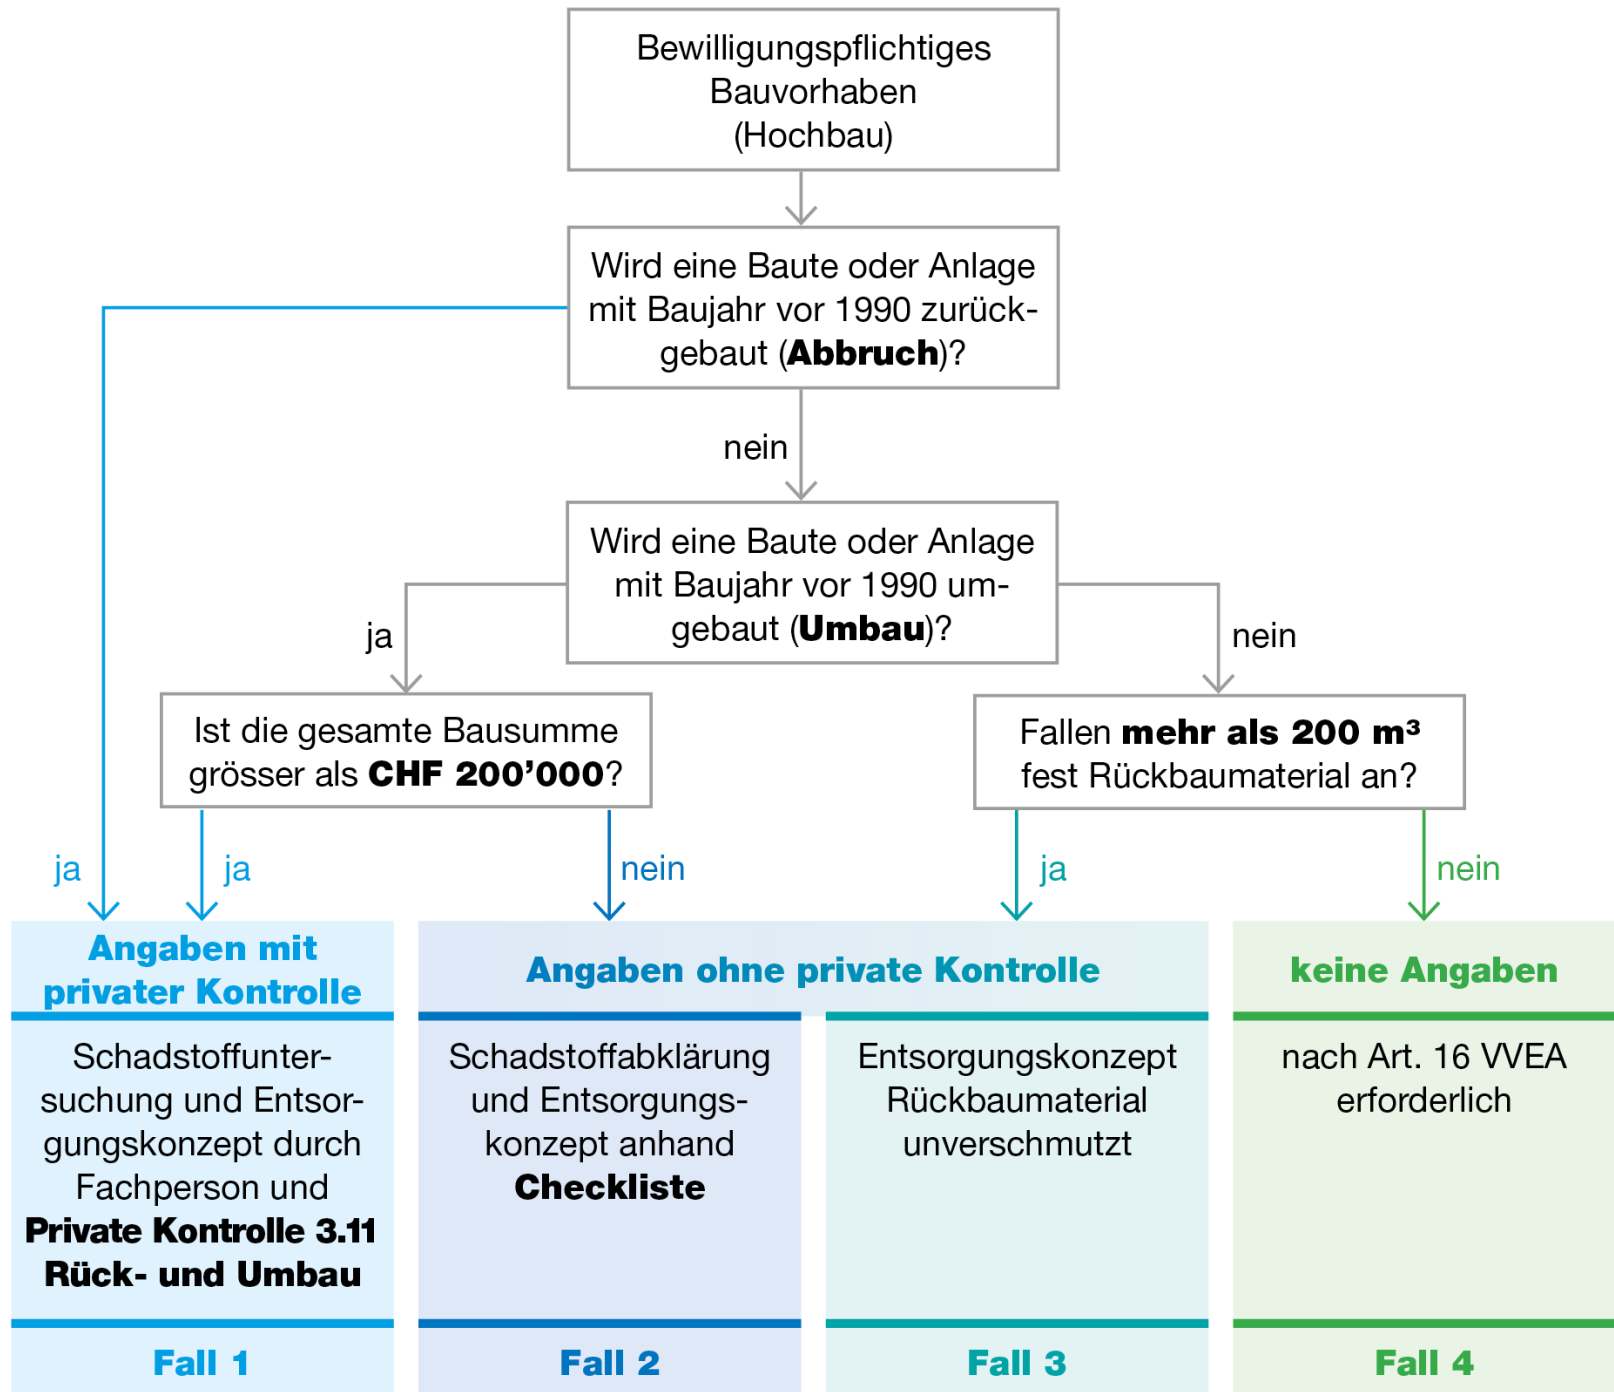 Bewilligungspflichtiges
Bauvorhaben
(Hochbau)
Wird eine Baute oder Anlage
mit Baujahr vor 1990 zurück-
gebaut (Abbruch)?
nein
Wird eine Baute oder Anlage
mit Baujahr vor 1990 um-
gebaut (Umbau)?
ja
nein
Ist die gesamte Bausumme
grösser als CHF 200’000?
Fallen mehr als 200 m³
fest Rückbaumaterial an?
ja
ja
nein
ja
nein
Angaben mit
privater Kontrolle
Angaben ohne private Kontrolle
keine Angaben
Schadstoffunter-
suchung und Entsor-
gungskonzept durch
Fachperson und
Private Kontrolle 3.11
Rück- und Umbau
Schadstoffabklärung
und Entsorgungs-
konzept anhand
Checkliste
Entsorgungskonzept
Rückbaumaterial
unverschmutzt
nach Art. 16 VVEA
erforderlich
Fall 1
Fall 2
Fall 3
Fall 4